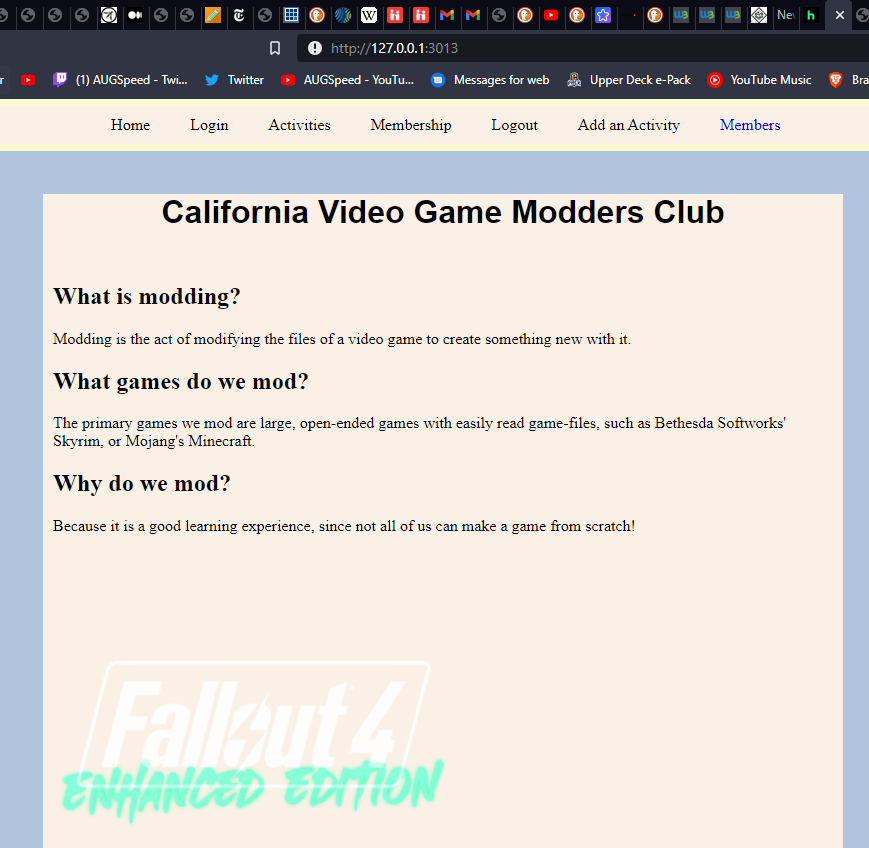 New
http://127.0.0.1:3013
r
(1) AUGSpeed - Twi...
Twitter
AUGSpeed - YouTu...
Messages for web
Upper Deck e-Pack
YouTube Music
Bra
Home
Login
Activities
Membership
Logout
Add an Activity
Members
California Video Game Modders Club
What is modding?
Modding is the act of modifying the files of a video game to create something new with it.
What games do we mod?
The primary games we mod are large, open-ended games with easily read game-files, such as Bethesda Softworks'
Skyrim, or Mojang's Minecraft.
Why do we mod?
Because it is a good learning experience, since not all of us can make a game from scratch!
Fallout 4
ENHANCED EDITION